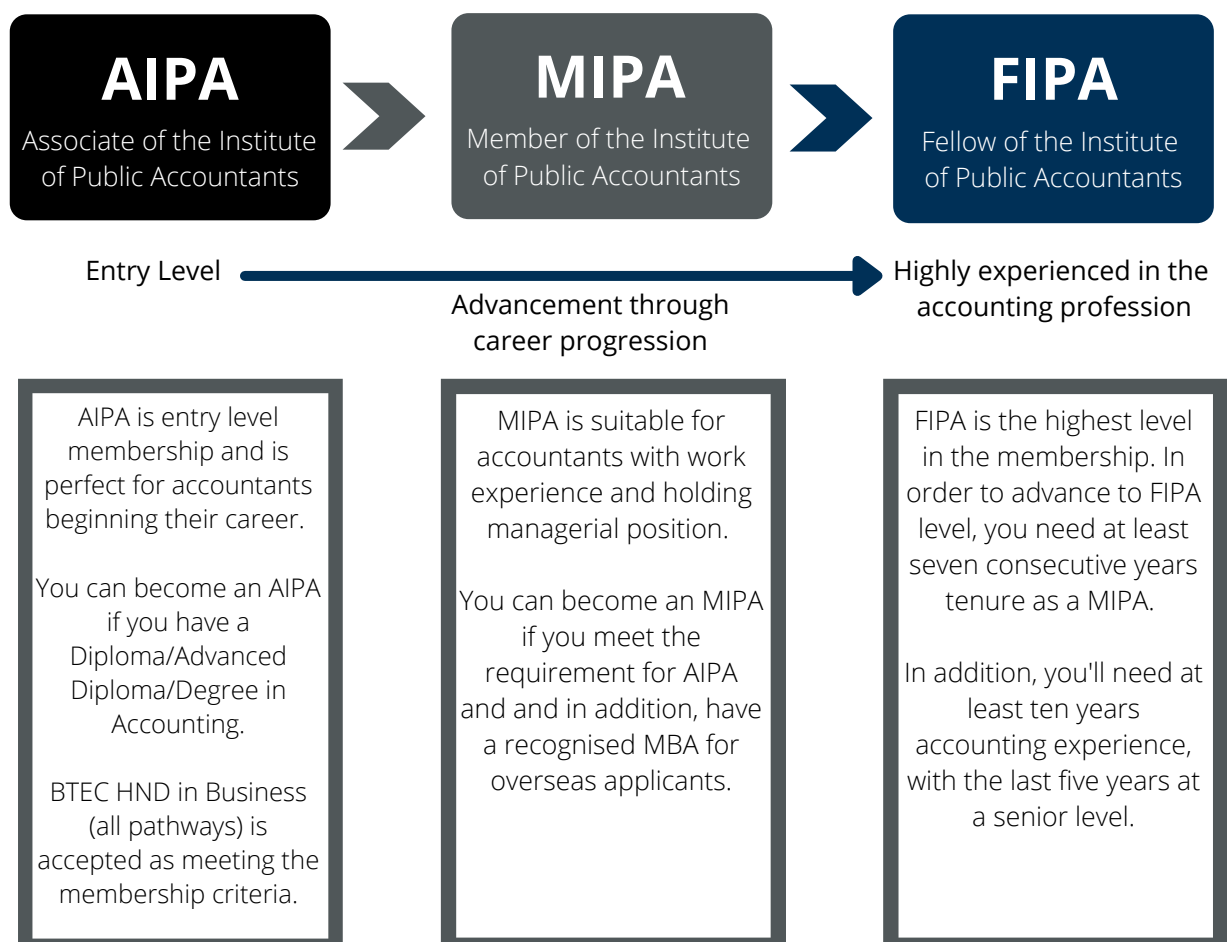 AIPA
Associate of the Institute
of Public Accountants
MIPA
Member of the Institute
of Public Accountants
FIPA
Fellow of the Institute
of Public Accountants
Entry Level
Advancement through
career progression
Highly experienced in the
accounting profession
AIPA is entry level
membership and is
perfect for accountants
beginning their career.
You can become an AIPA
if you have a
Diploma/Advanced
Diploma/Degree in
Accounting.
BTEC HND in Business
(all pathways) is
accepted as meeting the
membership criteria.
MIPA is suitable for
accountants with work
experience and holding
managerial position.
You can become an MIPA
if you meet the
requirement for AIPA
and and in addition, have
a recognised MBA for
overseas applicants.
FIPA is the highest level
in the membership. In
order to advance to FIPA
level, you need at least
seven consecutive years
tenure as a MIPA.
In addition, you'll need at
least ten years
accounting experience,
with the last five years at
a senior level.